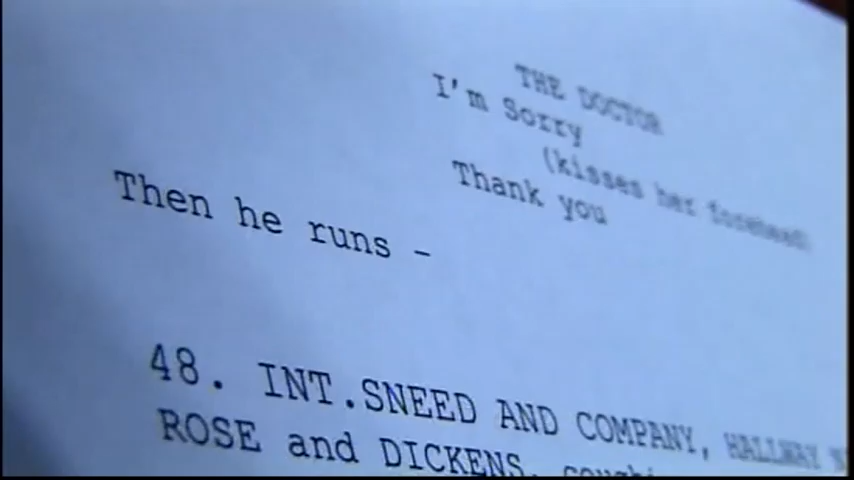 THE DOCTOR
I'm Sorry
(kisses her forehead)
Thank you
Then he runs -
48. INT.SNEED AND COMPANY, HALLWAY
ROSE and DICKENS,